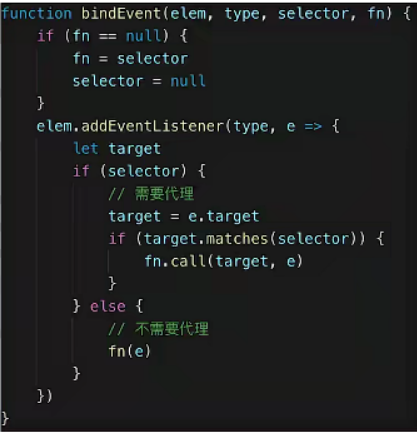 function bindEvent(elem, type, selector, fn) {
    if (fn == null) {
        fn = selector
        selector = null
    }
    elem.addEventListener(type, e => {
        let target
        if (selector) {
            // 需要代理
            target = e.target
            if (target.matches(selector)) {
                fn.call(target, e)
            }
        } else {
            // 不需要代理
            fn(e)
        }
    })
}